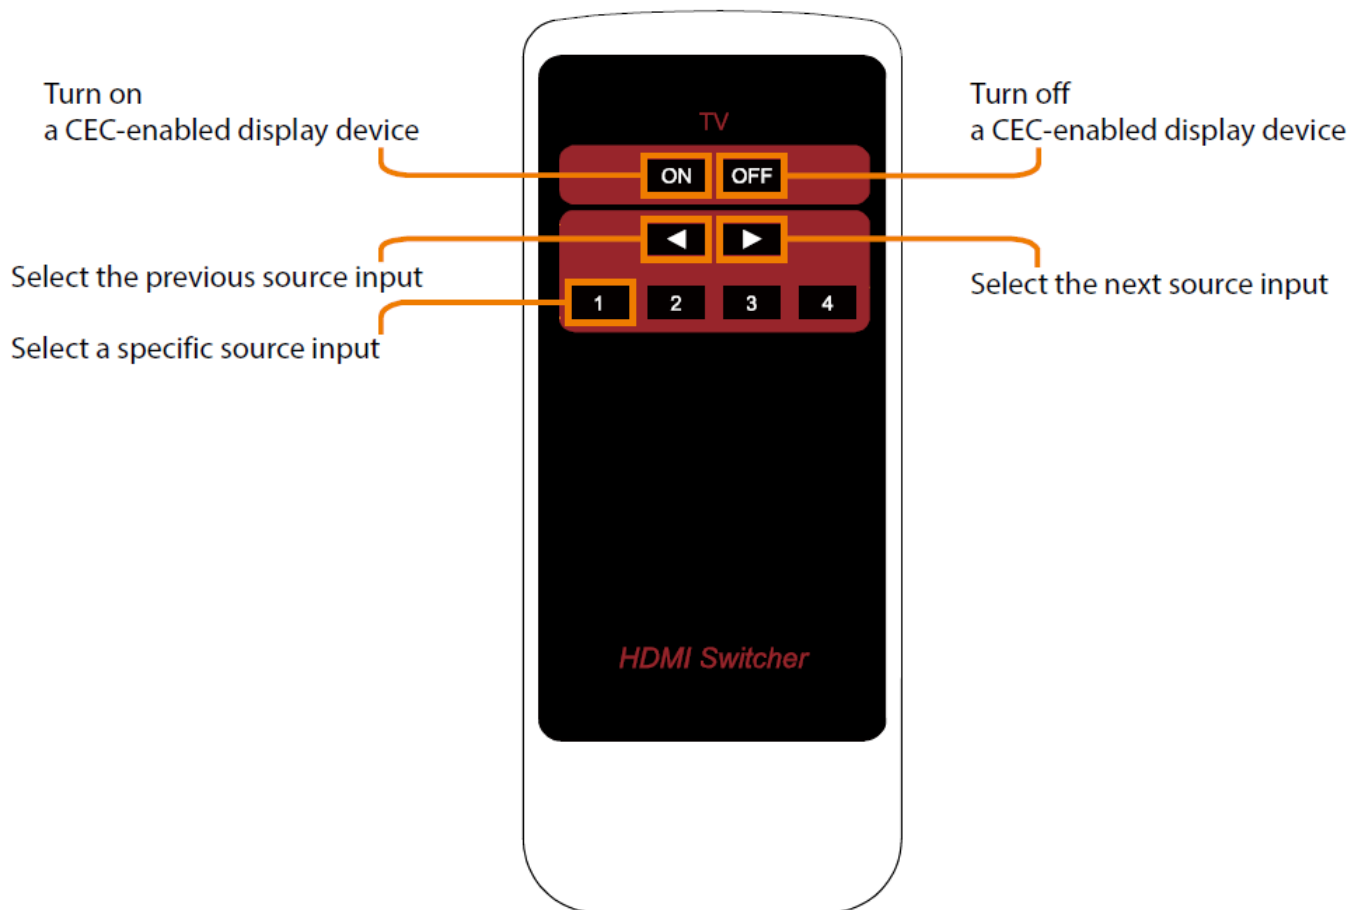 Turn on
a CEC-enabled display device
Turn off
a CEC-enabled display device
TV
ON OFF
◀ ▶
Select the previous source input
Select the next source input
1 2 3 4
Select a specific source input
HDMI Switcher